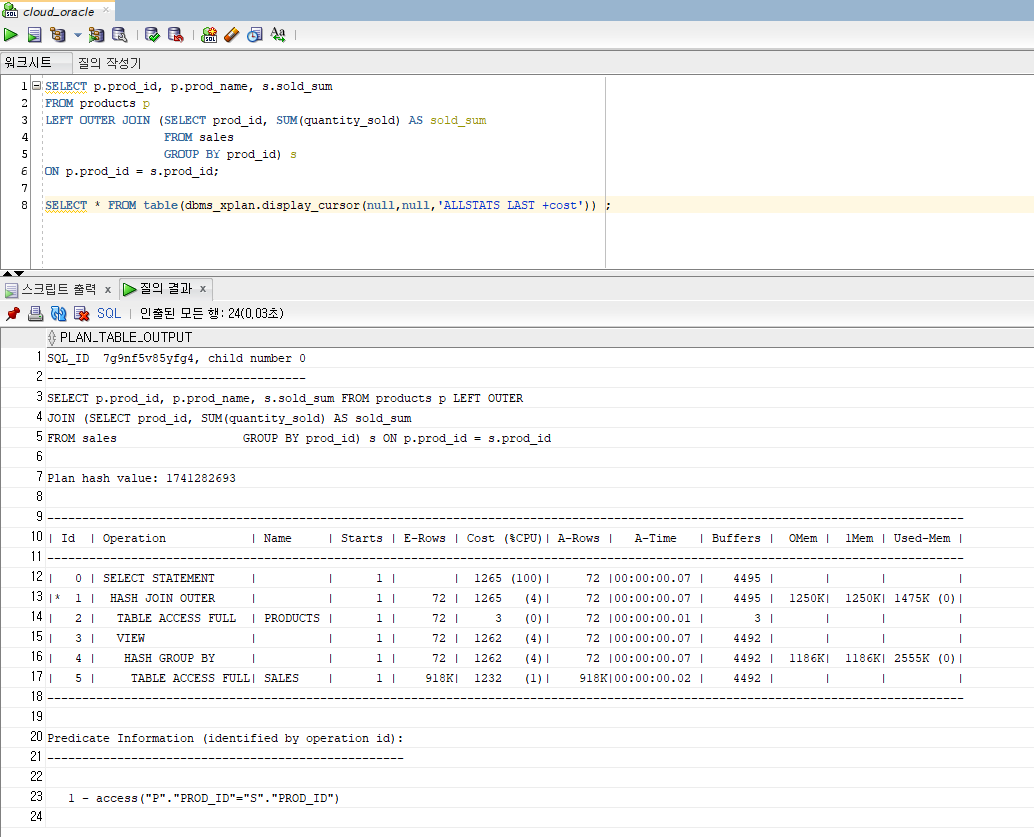 cloud_oracle
워크시트 질의 작성기
1 SELECT p.prod_id, p.prod_name, s.sold_sum
2 FROM products p
3 LEFT OUTER JOIN (SELECT prod_id, SUM(quantity_sold) AS sold_sum
4 FROM sales
5 GROUP BY prod_id) s
6 ON p.prod_id = s.prod_id;
7
8 SELECT * FROM table(dbms_xplan.display_cursor(null,null,'ALLSTATS LAST +cost')) ;
스크립트 출력 x 질의 결과 x
SQL | 인출된 모든 행: 24(0,03초)
PLAN_TABLE_OUTPUT
1 SQL_ID  7g9nf5v85yfg4, child number 0
2 -------------------------------------
3 SELECT p.prod_id, p.prod_name, s.sold_sum FROM products p LEFT OUTER
4 JOIN (SELECT prod_id, SUM(quantity_sold) AS sold_sum
5 FROM sales                  GROUP BY prod_id) s ON p.prod_id = s.prod_id
6
7 Plan hash value: 1741282693
8
9 -----------------------------------------------------------------------------------------------------------------------------------
10 | Id  | Operation            | Name     | Starts | E-Rows | Cost (%CPU)| A-Rows |   A-Time   | Buffers |  OMem |  1Mem | Used-Mem |
11 -----------------------------------------------------------------------------------------------------------------------------------
12 |   0 | SELECT STATEMENT     |          |      1 |        |  1265 (100)|     72 |00:00:00.07 |    4495 |       |       |          |
13 |*  1 |  HASH JOIN OUTER     |          |      1 |     72 |  1265   (4)|     72 |00:00:00.07 |    4495 |  1250K|  1250K| 1475K (0)|
14 |   2 |   TABLE ACCESS FULL  | PRODUCTS |      1 |     72 |     3   (0)|     72 |00:00:00.01 |       3 |       |       |          |
15 |   3 |   VIEW               |          |      1 |     72 |  1262   (4)|     72 |00:00:00.07 |    4492 |       |       |          |
16 |   4 |    HASH GROUP BY     |          |      1 |     72 |  1262   (4)|     72 |00:00:00.07 |    4492 |  1186K|  1186K| 2555K (0)|
17 |   5 |     TABLE ACCESS FULL| SALES    |      1 |    918K|  1232   (1)|    918K|00:00:00.02 |    4492 |       |       |          |
18 -----------------------------------------------------------------------------------------------------------------------------------
19
20 Predicate Information (identified by operation id):
21 ---------------------------------------------------
22
23    1 - access("P"."PROD_ID"="S"."PROD_ID")
24